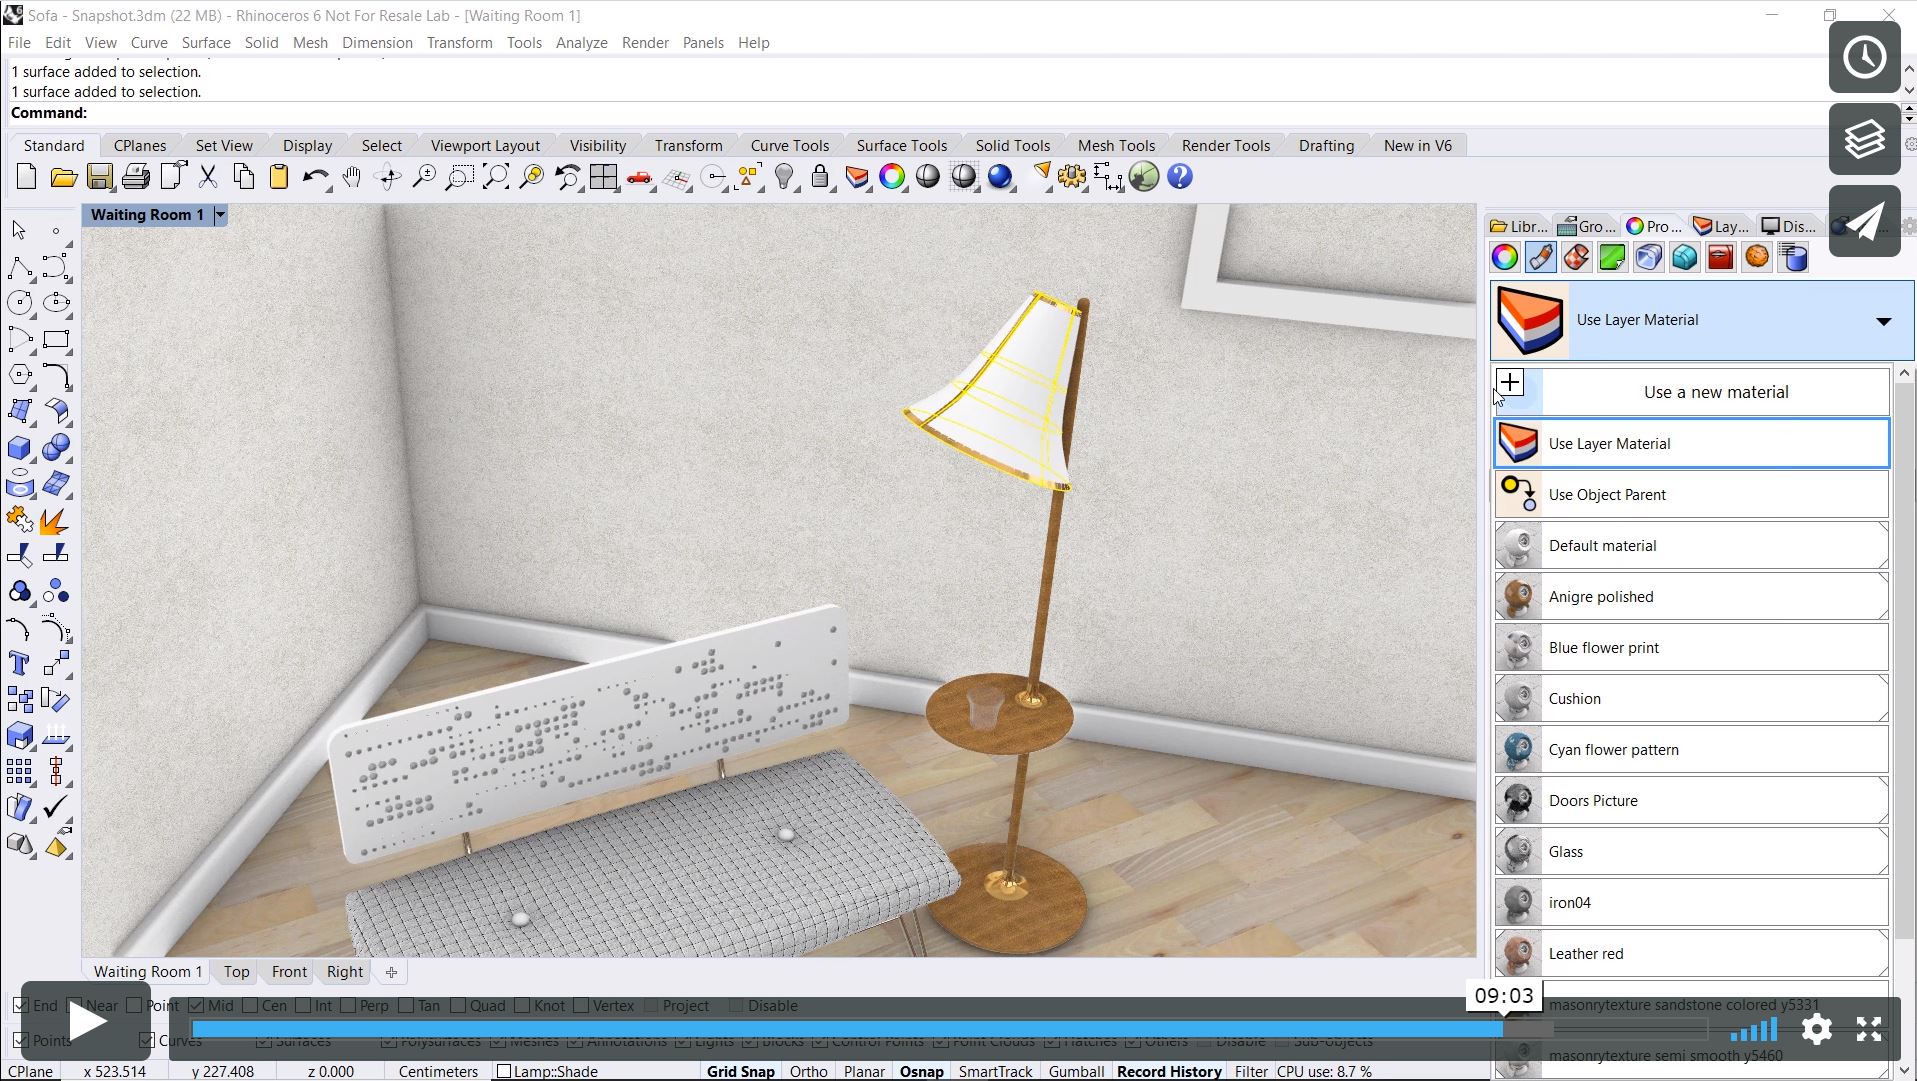 Sofa - Snapshot.3dm (22 MB) - Rhinoceros 6 Not For Resale Lab - [Waiting Room 1]
File Edit View Curve Surface Solid Mesh Dimension Transform Tools Analyze Render Panels Help
1 surface added to selection.
1 surface added to selection.
Command:
Standard CPlanes Set View Display Select Viewport Layout Visibility Transform Curve Tools Surface Tools Solid Tools Mesh Tools Render Tools Drafting New in V6
Waiting Room 1
Libr... Gro ... Pro ... Lay... Dis...
Use Layer Material
Use a new material
Use Layer Material
Use Object Parent
Default material
Anigre polished
Blue flower print
Cushion
Cyan flower pattern
Doors Picture
Glass
iron04
Leather red
masonrytexture sandstone colored y5331
masonrytexture semi smooth y5460
Waiting Room 1 Top Front Right
09:03
End Near Point Mid Cen Int Perp Tan Quad Knot Vertex Project Disable
Points Curves Surfaces Polysurfaces Meshes Annotations Lights Blocks Control Points Point Clouds Hatches Others Disable Sub-objects
CPlane x 523.514 y 227.408 z 0.000 Centimeters Lamp::Shade Grid Snap Ortho Planar Osnap SmartTrack Gumball Record History Filter CPU use: 8.7 %